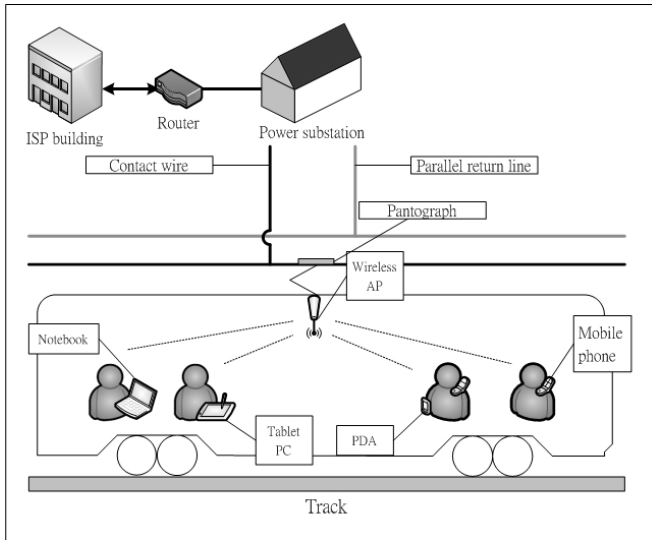 ISP building
Router
Power substation
Contact wire
Parallel return line
Pantograph
Wireless
AP
Notebook
Mobile
phone
Tablet
PC
PDA
Track